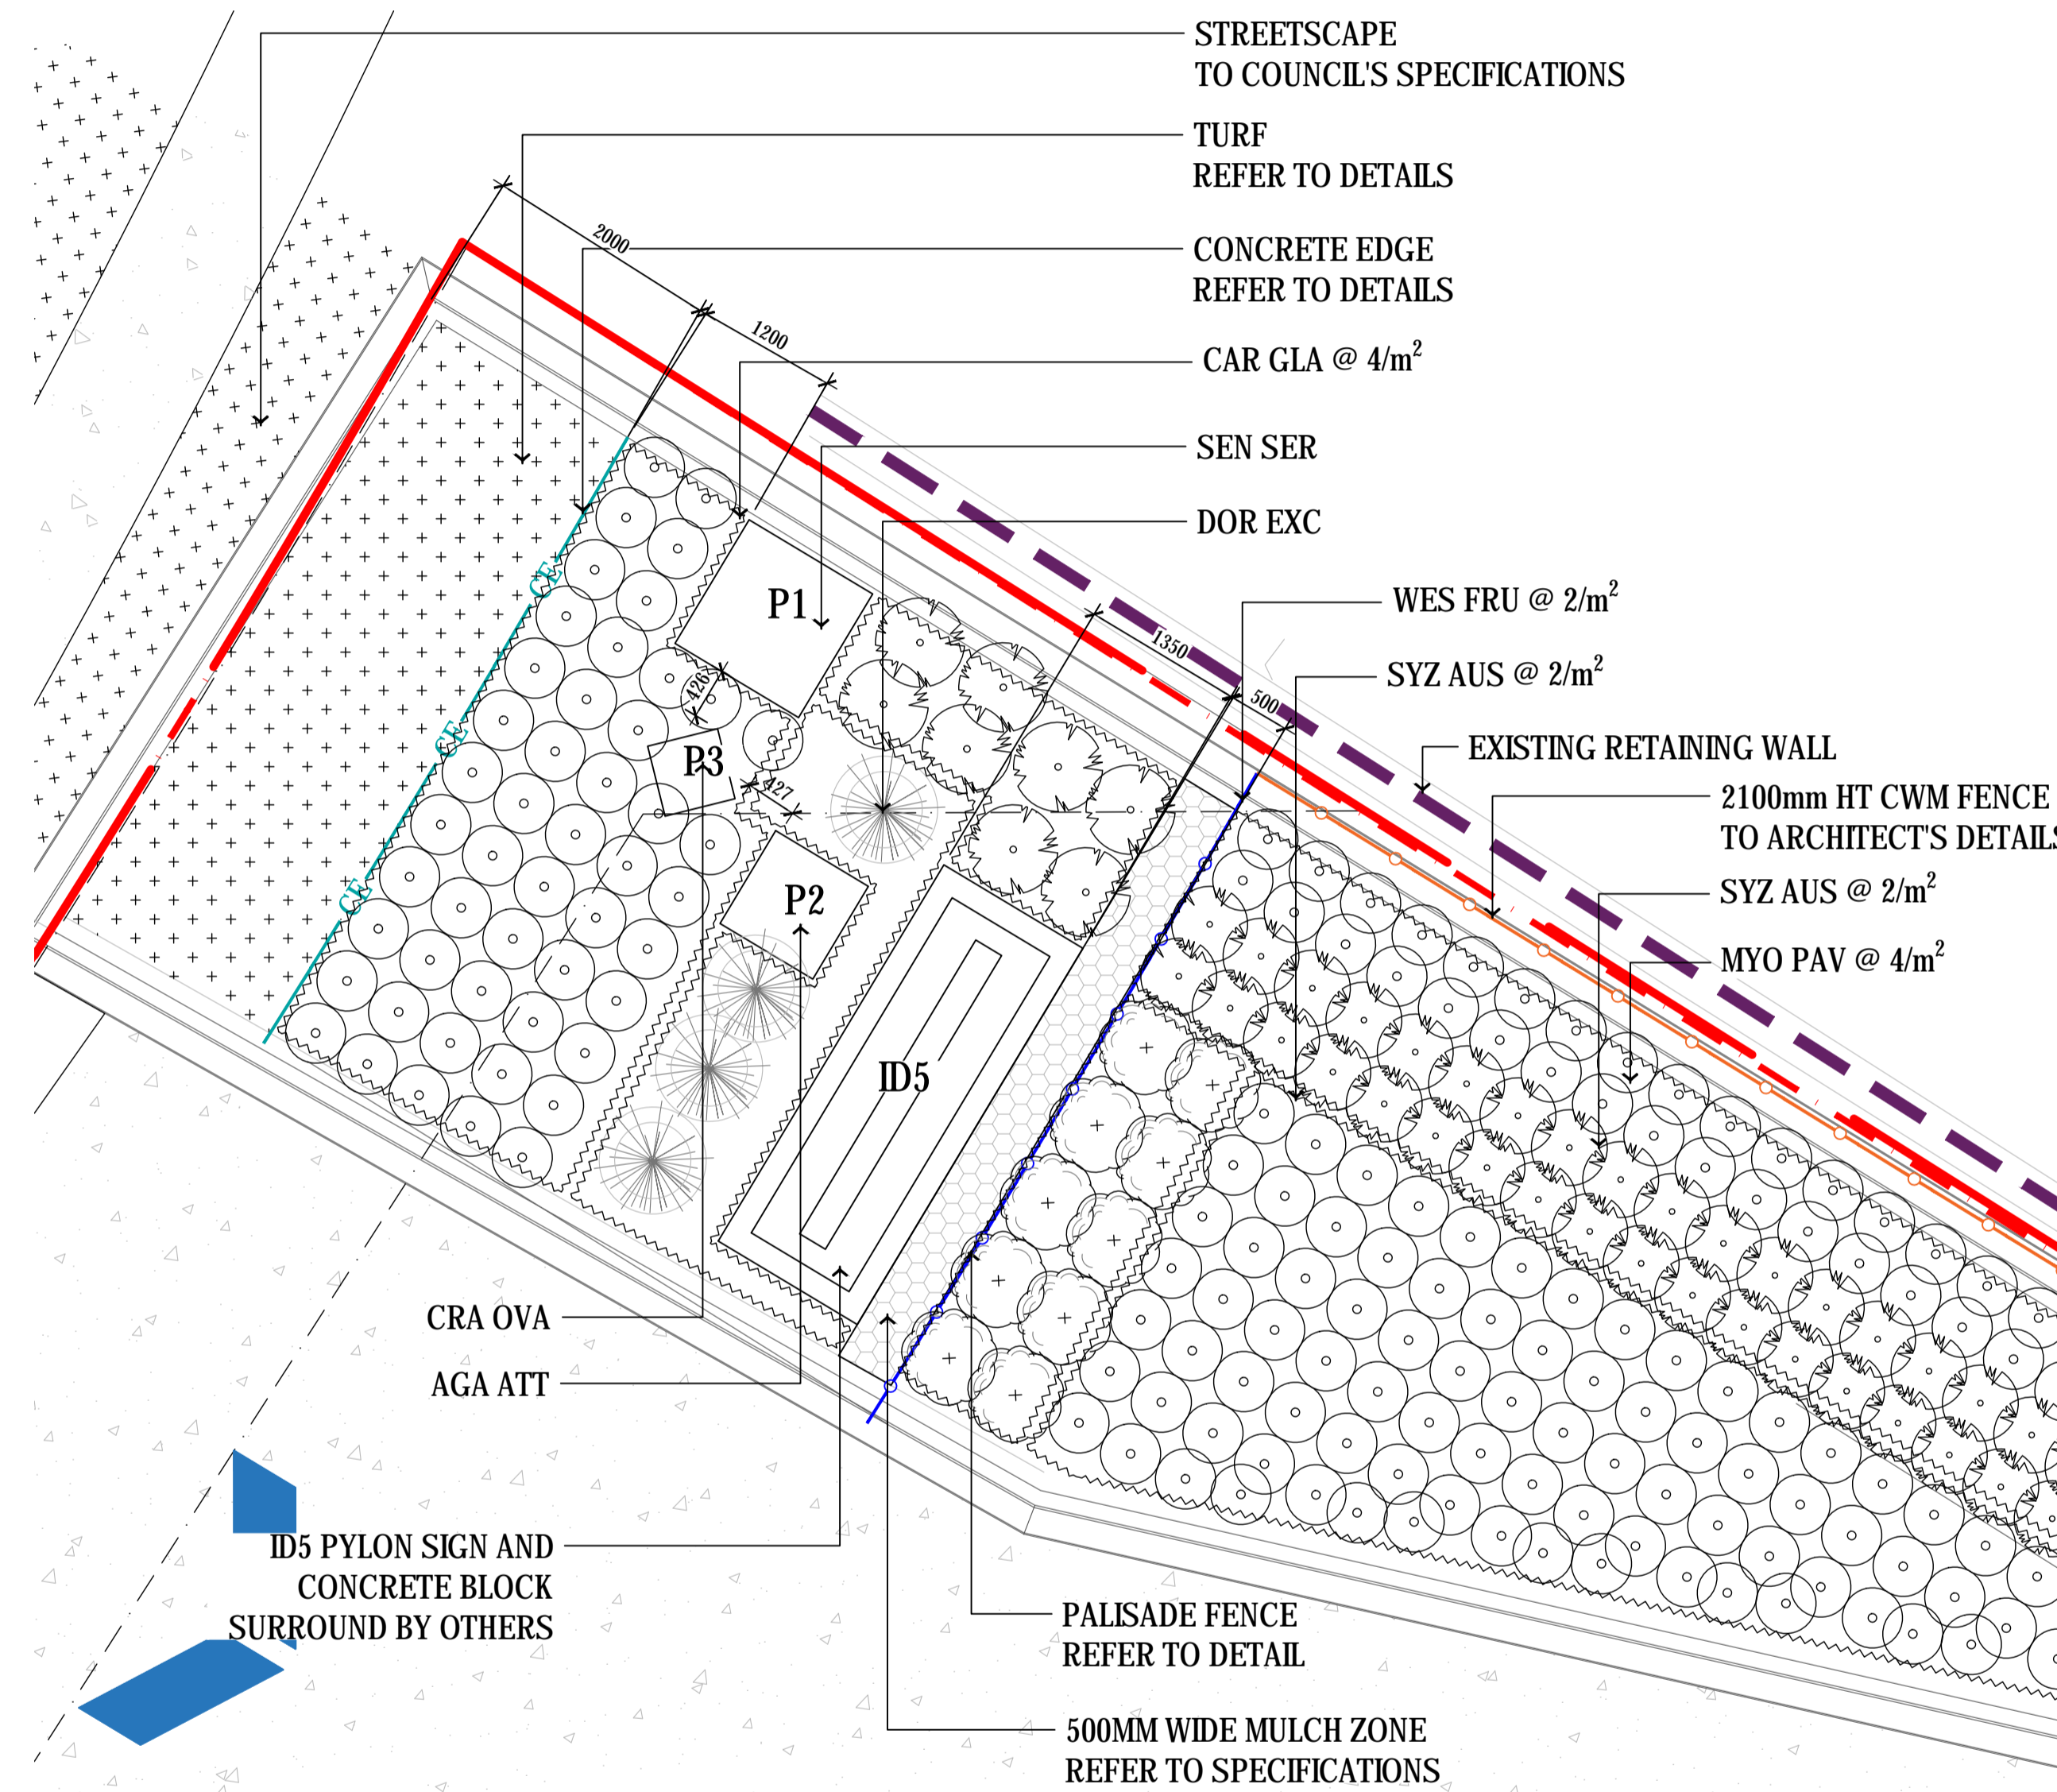 STREETSCAPE
TO COUNCIL'S SPECIFICATIONS
TURF
REFER TO DETAILS
2000
CONCRETE EDGE
REFER TO DETAILS
1200
CAR GLA @ 4/m²
SEN SER
DOR EXC
CE
P1
WES FRU @ 2/m²
1350
SYZ AUS @ 2/m²
426
500
CE
P3
EXISTING RETAINING WALL
427
2100mm HT CWM FENCE
TO ARCHITECT'S DETAILS
CE
P2
SYZ AUS @ 2/m²
MYO PAV @ 4/m²
ID5
CRA OVA
AGA ATT
ID5 PYLON SIGN AND
CONCRETE BLOCK
SURROUND BY OTHERS
PALISADE FENCE
REFER TO DETAIL
500MM WIDE MULCH ZONE
REFER TO SPECIFICATIONS